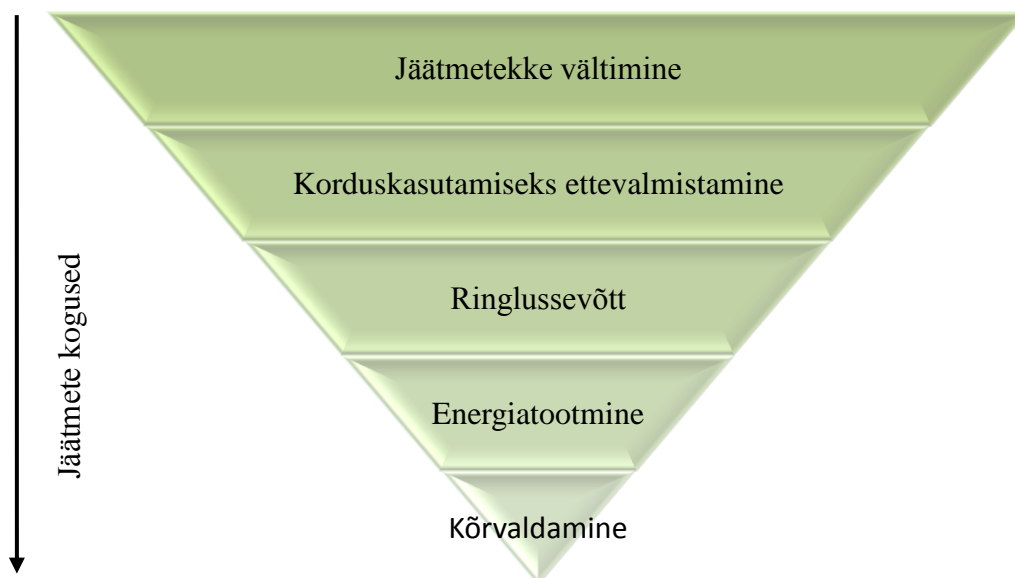 Jäätmetekke vältimine
Korduskasutamiseks ettevalmistamine
Ringlussevõtt
Energiatootmine
Kõrvaldamine
Jäätmete kogused